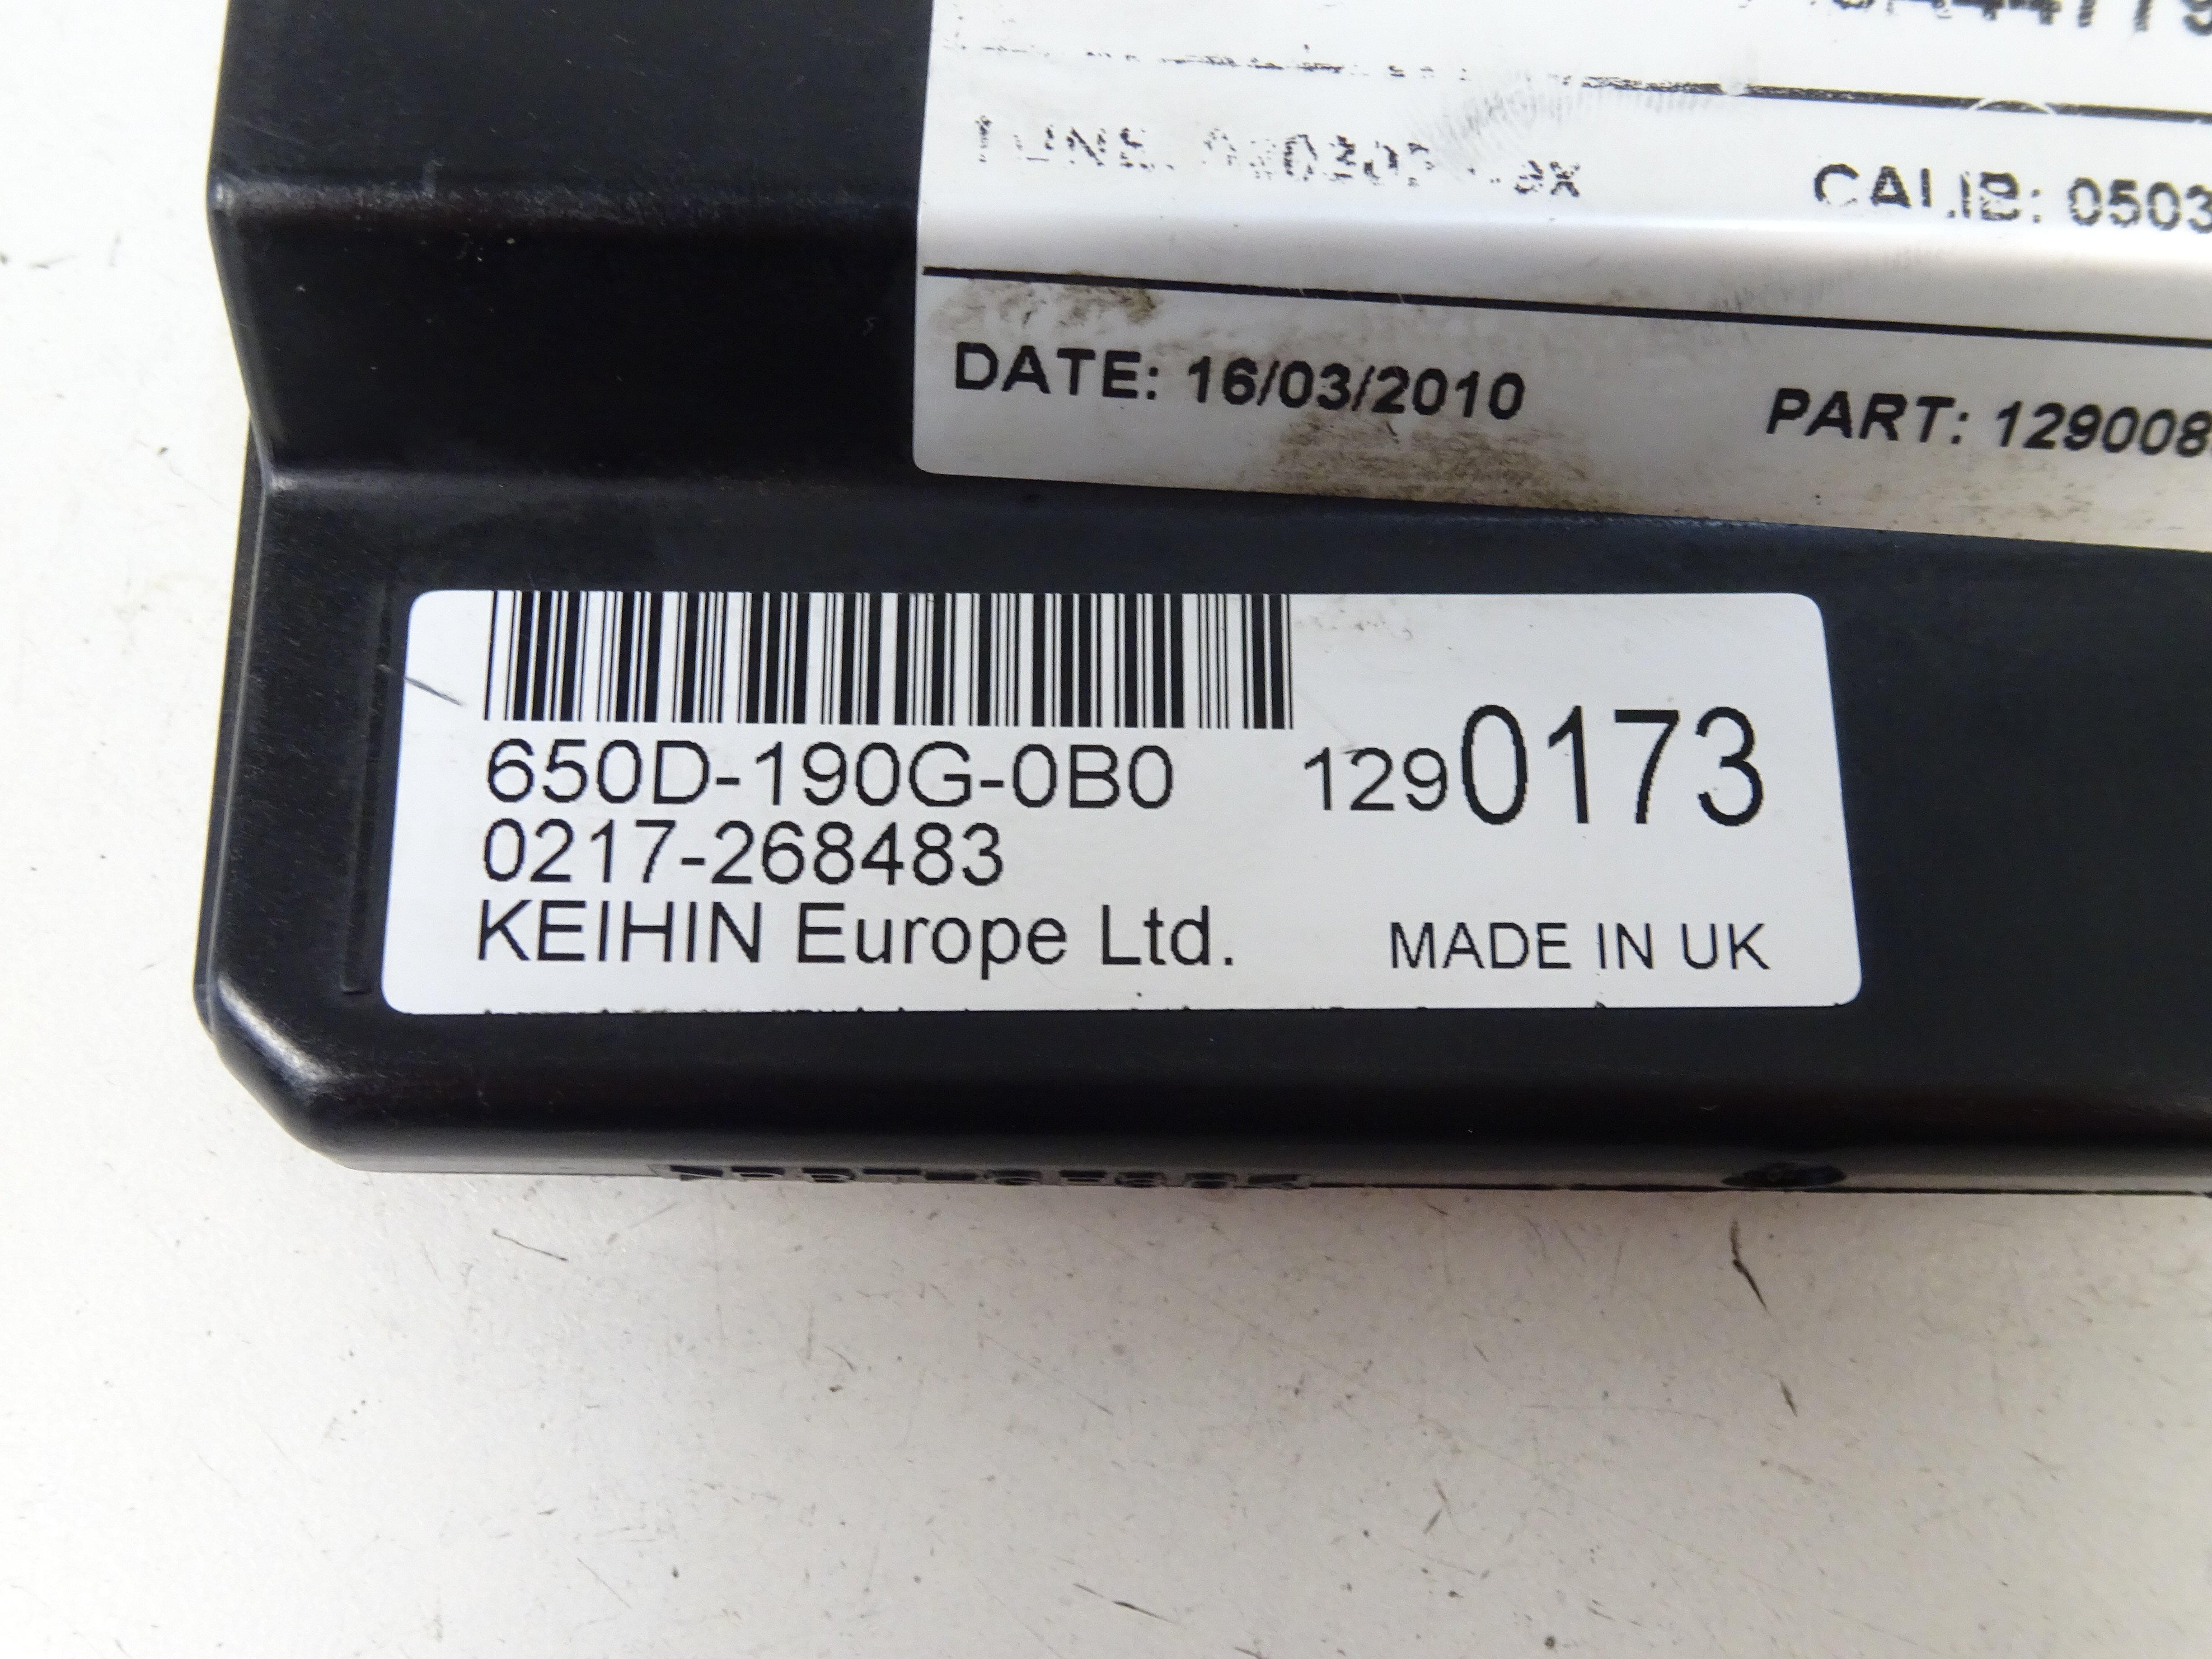 CALIB: 0503
DATE: 16/03/2010 PART: 129008
650D-190G-0B0 1290173
0217-268483
KEIHIN Europe Ltd. MADE IN UK